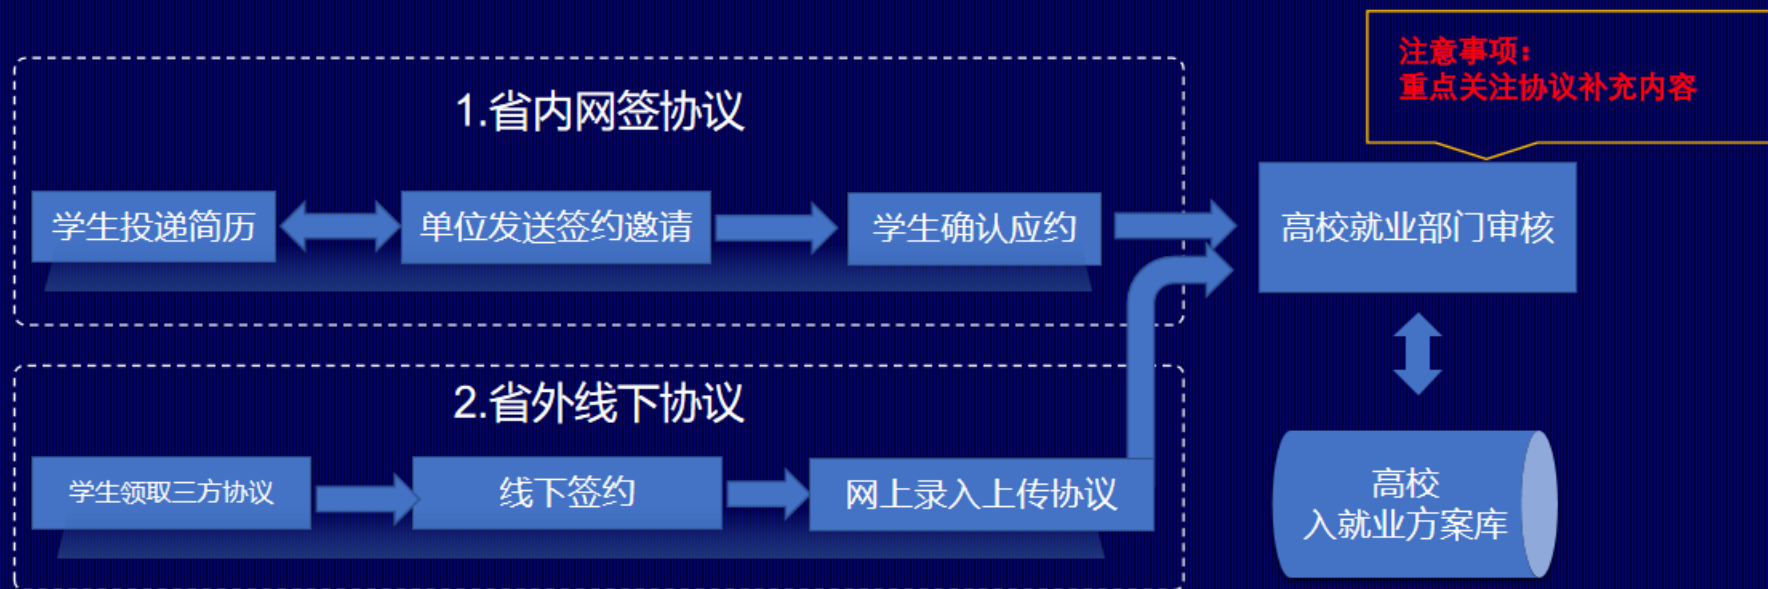 注意事项：
重点关注协议补充内容
1.省内网签协议
学生投递简历
单位发送签约邀请
学生确认应约
高校就业部门审核
2.省外线下协议
学生领取三方协议
线下签约
网上录入上传协议
高校
入就业方案库